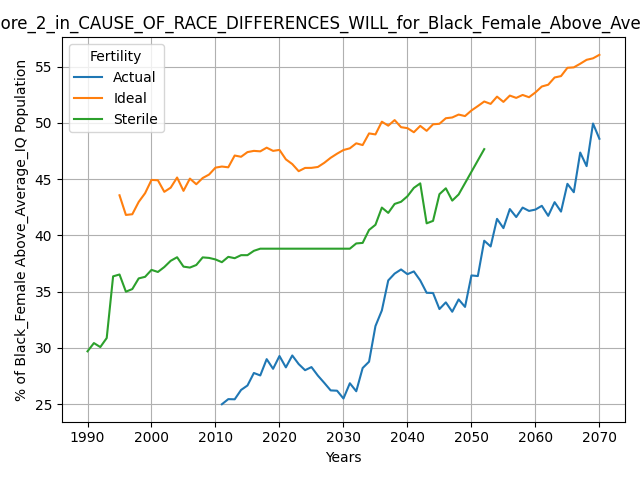 ore_2_in_CAUSE_OF_RACE_DIFFERENCES_WILL_for_Black_Female_Above_Ave
Fertility
Actual
Ideal
Sterile
% of Black_Female Above_Average_IQ Population
55
50
45
40
35
30
25
1990 2000 2010 2020 2030 2040 2050 2060 2070
Years